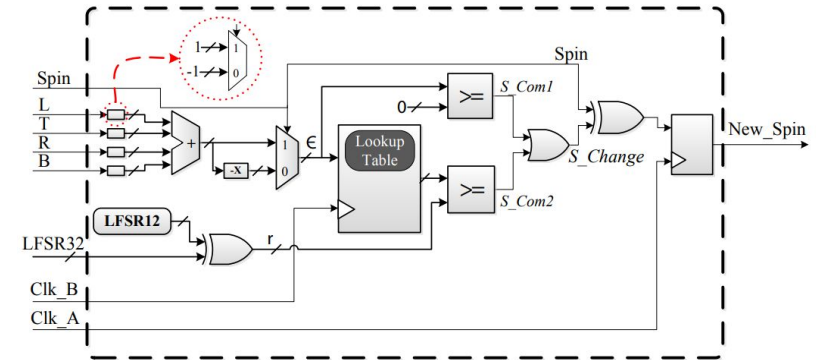 1
1
-1
0
Spin
Spin
L
T
R
B
+
-X
1
0
ϵ
Lookup
Table
0
>=
S_Com1
>=
S_Com2
S_Change
New_Spin
LFSR12
r
LFSR32
Clk_B
Clk_A